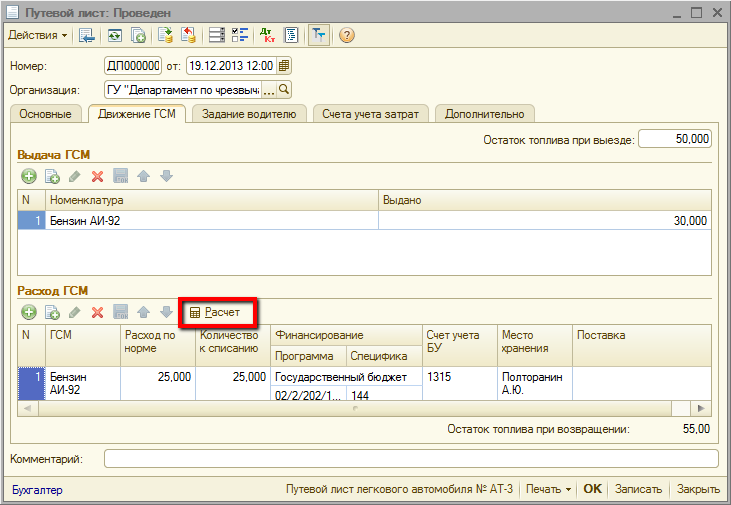 Путевой лист: Проведен
Действия
Номер: ДП000000 от: 19.12.2013 12:00
Организация: ГУ "Департамент по чрезвыча ...
Основные Движение ГСМ Задание водителю Счета учета затрат Дополнительно
Остаток топлива при выезде: 50,000
Выдача ГСМ
N Номенклатура Выдано
1 Бензин АИ-92 30,000
Расход ГСМ
Расчет
N ГСМ Расход по норме Количество к списанию Финансирование Счет учета БУ Место хранения Поставка
Программа Специфика
1 Бензин АИ-92 25,000 25,000 Государственный бюджет 1315 Полторанин А.Ю.
02/2/202/1... 144
Остаток топлива при возвращении: 55,00
Комментарий:
Бухгалтер Путевой лист легкового автомобиля № АТ-3 Печать OK Записать Закрыть